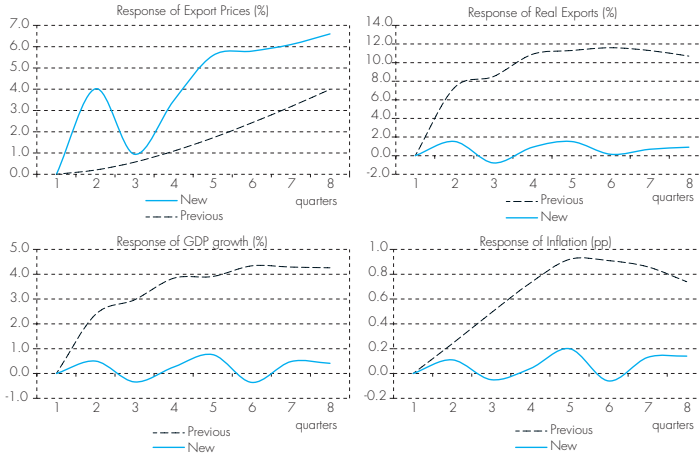 Response of Export Prices (%)
7.0
6.0
5.0
4.0
3.0
2.0
1.0
0.0
1 2 3 4 5 6 7 8
quarters
New
Previous
Response of Real Exports (%)
14.0
12.0
10.0
8.0
6.0
4.0
2.0
0.0
-2.0
1 2 3 4 5 6 7 8
quarters
Previous
New
Response of GDP growth (%)
5.0
4.0
3.0
2.0
1.0
0.0
-1.0
1 2 3 4 5 6 7 8
quarters
Previous
New
Response of Inflation (pp)
1.0
0.8
0.6
0.4
0.2
0.0
-0.2
1 2 3 4 5 6 7 8
quarters
Previous
New